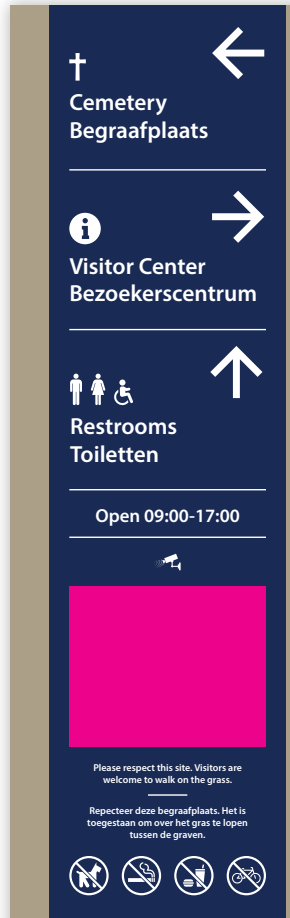 Cemetery
Begraafplaats
Visitor Center
Bezoekerscentrum
Restrooms
Toiletten
Open 09:00-17:00
Please respect this site. Visitors are
welcome to walk on the grass.
Repecteer deze begraafplaats. Het is
toegestaan om over het gras te lopen
tussen de graven.